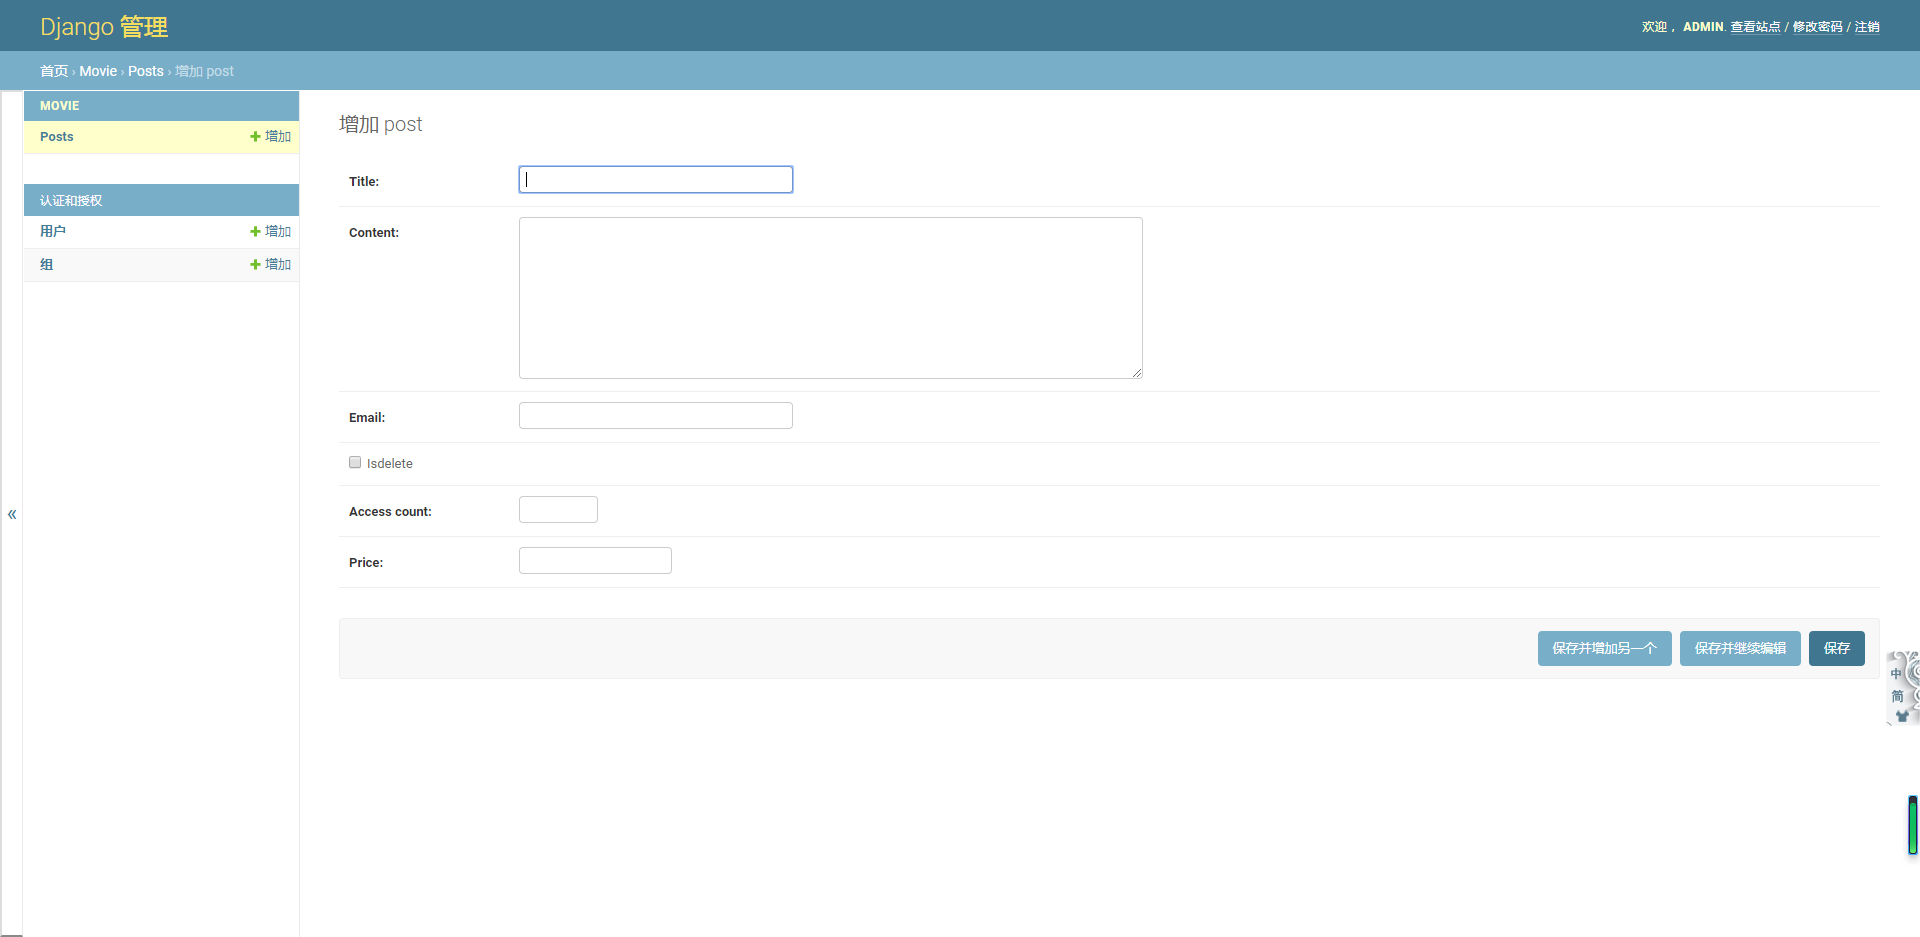 Django 管理
欢迎， ADMIN. 查看站点 / 修改密码 / 注销
首页 › Movie › Posts › 增加 post
MOVIE
Posts
增加
认证和授权
用户
增加
组
增加
«
增加 post
Title:
Content:
Email:
Isdelete
Access count:
Price:
保存并增加另一个
保存并继续编辑
保存
中
简